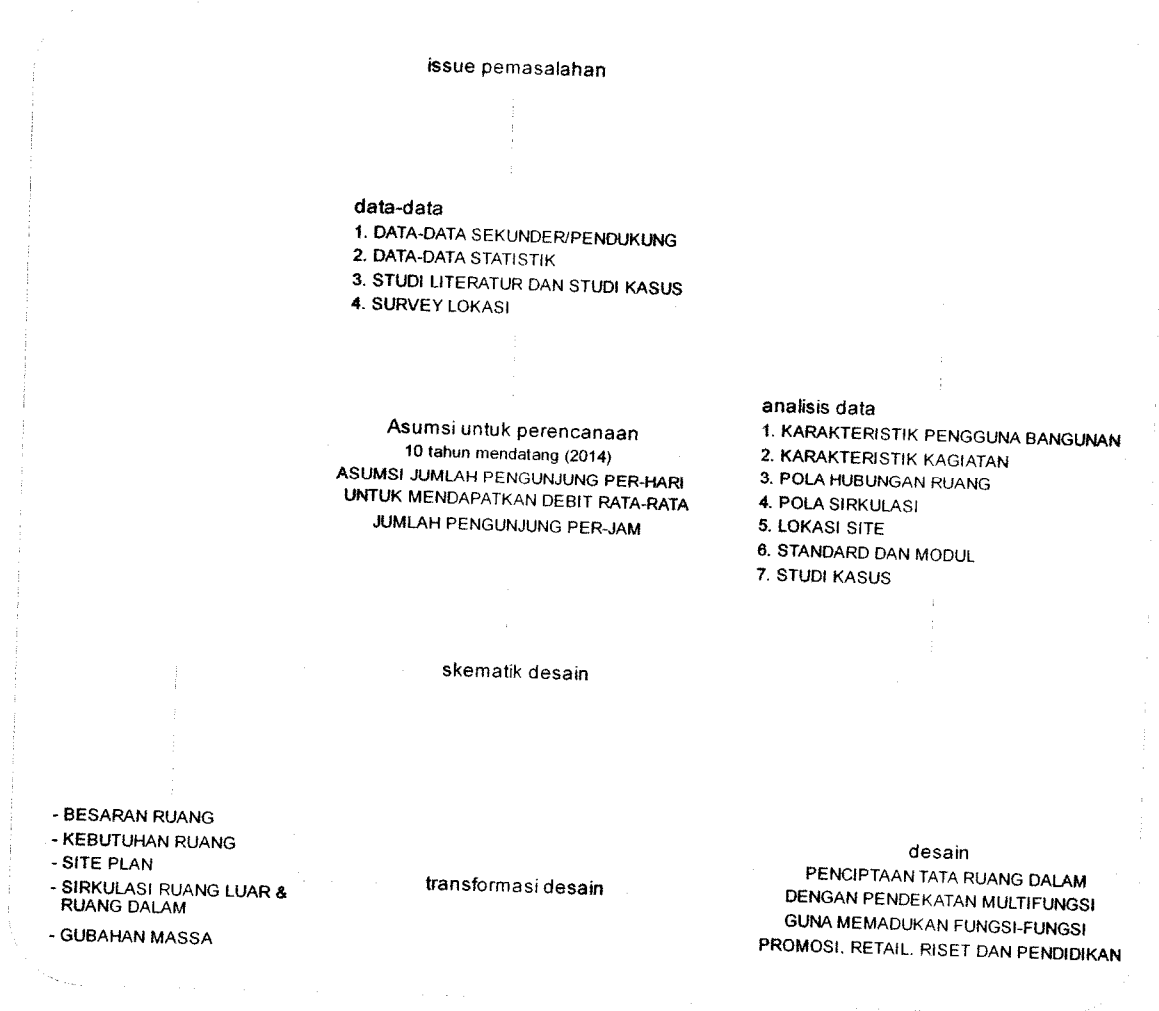 issue pemasalahan
data-data
1. DATA-DATA SEKUNDER/PENDUKUNG
2. DATA-DATA STATISTIK
3. STUDI LITERATUR DAN STUDI KASUS
4. SURVEY LOKASI
Asumsi untuk perencanaan
10 tahun mendatang (2014)
ASUMSI JUMLAH PENGUNJUNG PER-HARI
UNTUK MENDAPATKAN DEBIT RATA-RATA
JUMLAH PENGUNJUNG PER-JAM
analisis data
1. KARAKTERISTIK PENGGUNA BANGUNAN
2. KARAKTERISTIK KAGIATAN
3. POLA HUBUNGAN RUANG
4. POLA SIRKULASI
5. LOKASI SITE
6. STANDARD DAN MODUL
7. STUDI KASUS
skematik desain
- BESARAN RUANG
- KEBUTUHAN RUANG
- SITE PLAN
- SIRKULASI RUANG LUAR &
RUANG DALAM
- GUBAHAN MASSA
transformasi desain
desain
PENCIPTAAN TATA RUANG DALAM
DENGAN PENDEKATAN MULTIFUNGSI
GUNA MEMADUKAN FUNGSI-FUNGSI
PROMOSI, RETAIL, RISET DAN PENDIDIKAN